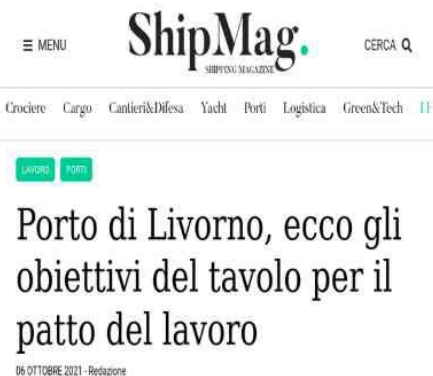 ≡ MENU
ShipMag.
SHIPPING MAGAZINE
CERCA
Crociere Cargo Cantieri&Difesa Yacht Porti Logistica Green&Tech
LAVORO PORTI
Porto di Livorno, ecco gli
obiettivi del tavolo per il
patto del lavoro
06 OTTOBRE 2021 - Redazione